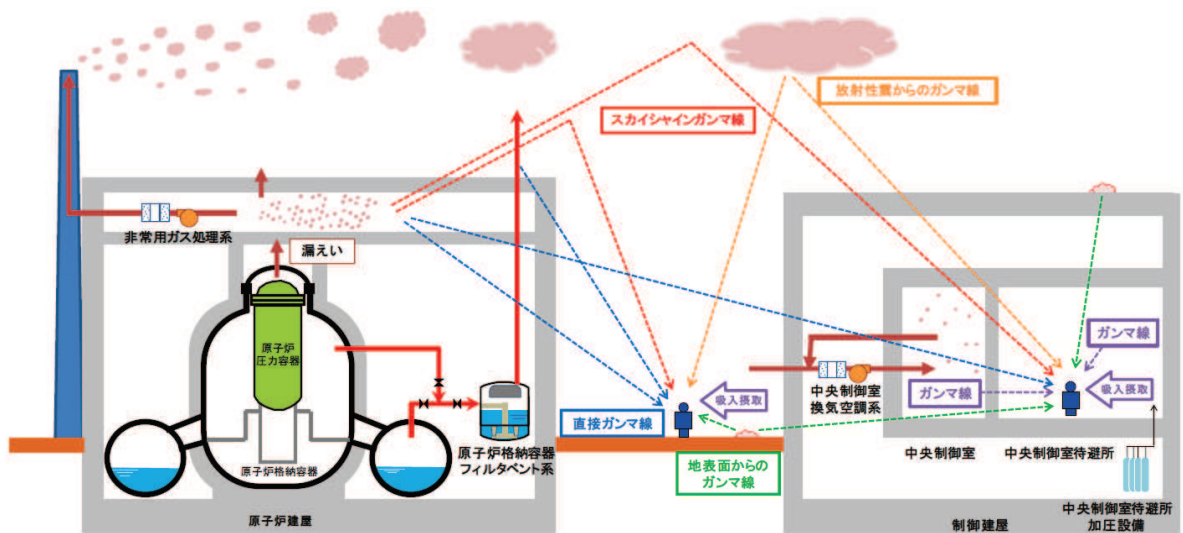 放射性雲からのガンマ線
スカイシャインガンマ線
非常用ガス処理系
漏えい
原子炉
圧力容器
ガンマ線
中央制御室
換気空調系
ガンマ線
吸入摂取
吸入摂取
直接ガンマ線
原子炉格納容器
フィルタベント系
原子炉格納容器
地表面からの
ガンマ線
中央制御室
中央制御室待避所
中央制御室待避所
加圧設備
原子炉建屋
制御建屋